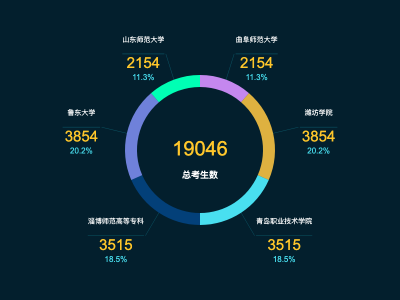 山东师范大学
2154
11.3%
曲阜师范大学
2154
11.3%
鲁东大学
3854
20.2%
潍坊学院
3854
20.2%
19046
总考生数
淄博师范高等专科
3515
18.5%
青岛职业技术学院
3515
18.5%